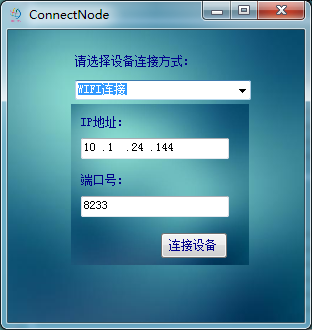 ConnectNode
请选择设备连接方式:
WIFI连接
IP地址:
10 .1 .24 .144
端口号:
8233
连接设备